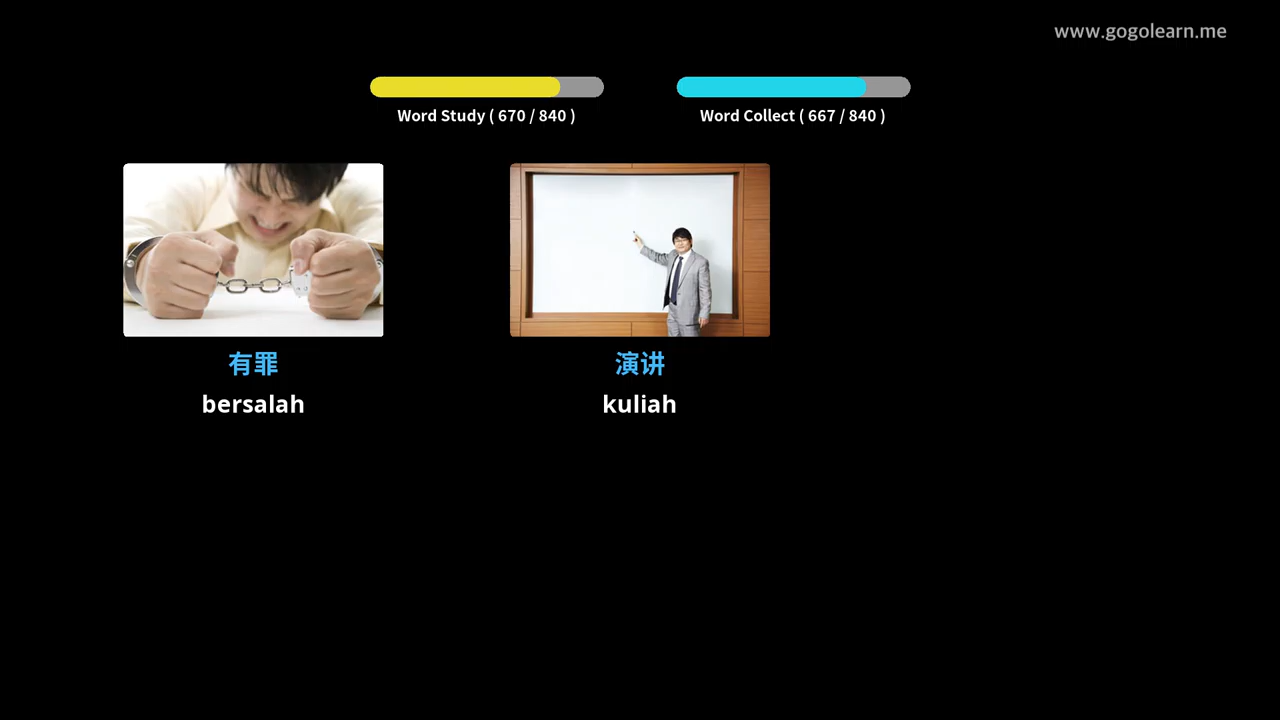 www.gogolearn.me
Word Study ( 670 / 840 )
Word Collect ( 667 / 840 )
有罪
bersalah
演讲
kuliah